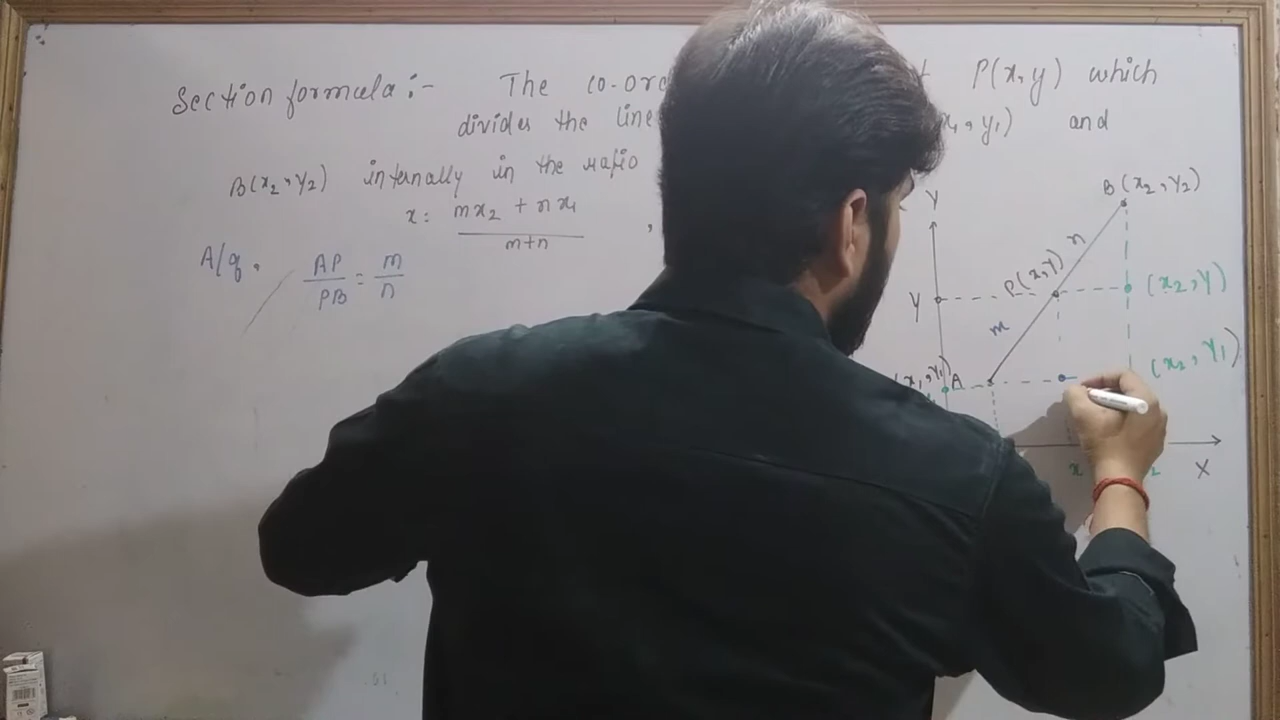 Section formula:- The co-ord P(x,y) which
divides the line y₁) and
B(x₂,y₂) internally in the ratio
x = mx₂ + nx₁ / m+n ,
A/q, AP/PB = m/n
Y
B(x₂,y₂)
n
P(x,y)
Y
(x₂,y)
m
(x₁,y₁) A
(x₂,y₁)
x
X